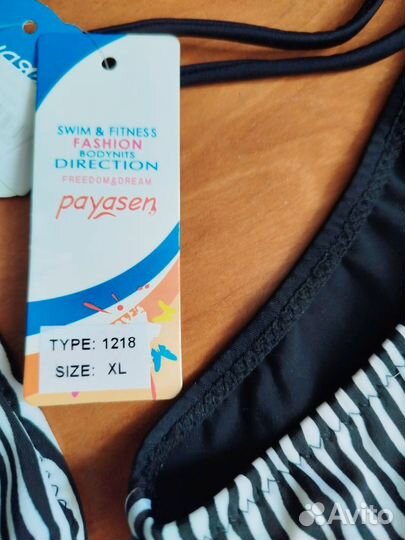 SWIM & FITNESS
FASHION
BODYNITS
DIRECTION
FREEDOM&DREAM
payasen
TYPE: 1218
SIZE: XL
Avito